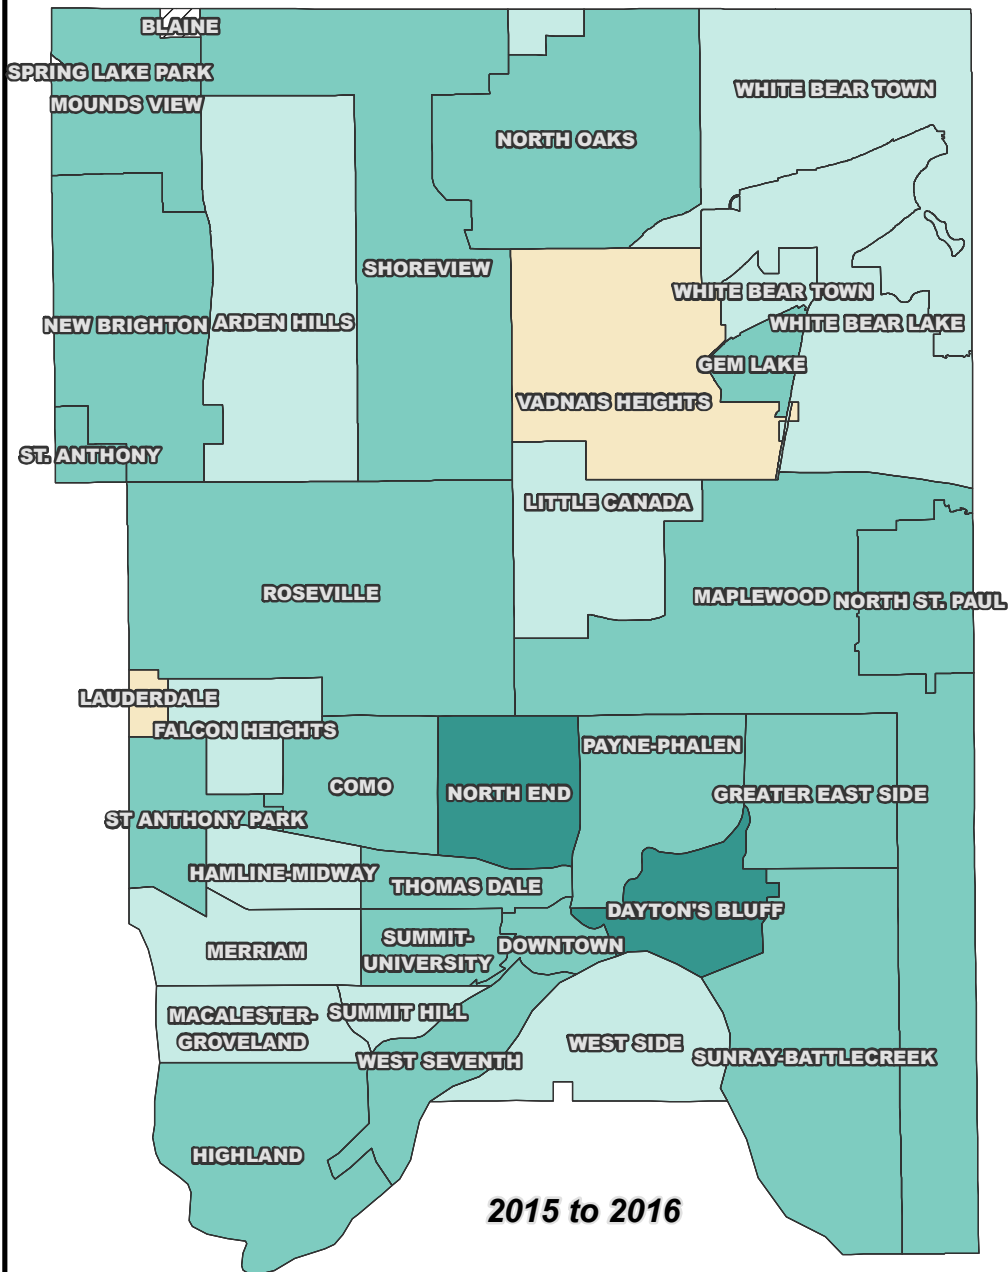 BLAINE
SPRING LAKE PARK
WHITE BEAR TOWN
MOUNDS VIEW
NORTH OAKS
SHOREVIEW
WHITE BEAR TOWN
NEW BRIGHTON
ARDEN HILLS
WHITE BEAR LAKE
GEM LAKE
VADNAIS HEIGHTS
ST. ANTHONY
LITTLE CANADA
ROSEVILLE
MAPLEWOOD
NORTH ST. PAUL
LAUDERDALE
FALCON HEIGHTS
PAYNE-PHALEN
COMO
NORTH END
GREATER EAST SIDE
ST ANTHONY PARK
HAMLINE-MIDWAY
THOMAS DALE
DAYTON'S BLUFF
SUMMIT-
UNIVERSITY
DOWNTOWN
MERRIAM
MACALESTER-
GROVELAND
SUMMIT HILL
WEST SIDE
WEST SEVENTH
SUNRAY-BATTLECREEK
HIGHLAND
2015 to 2016